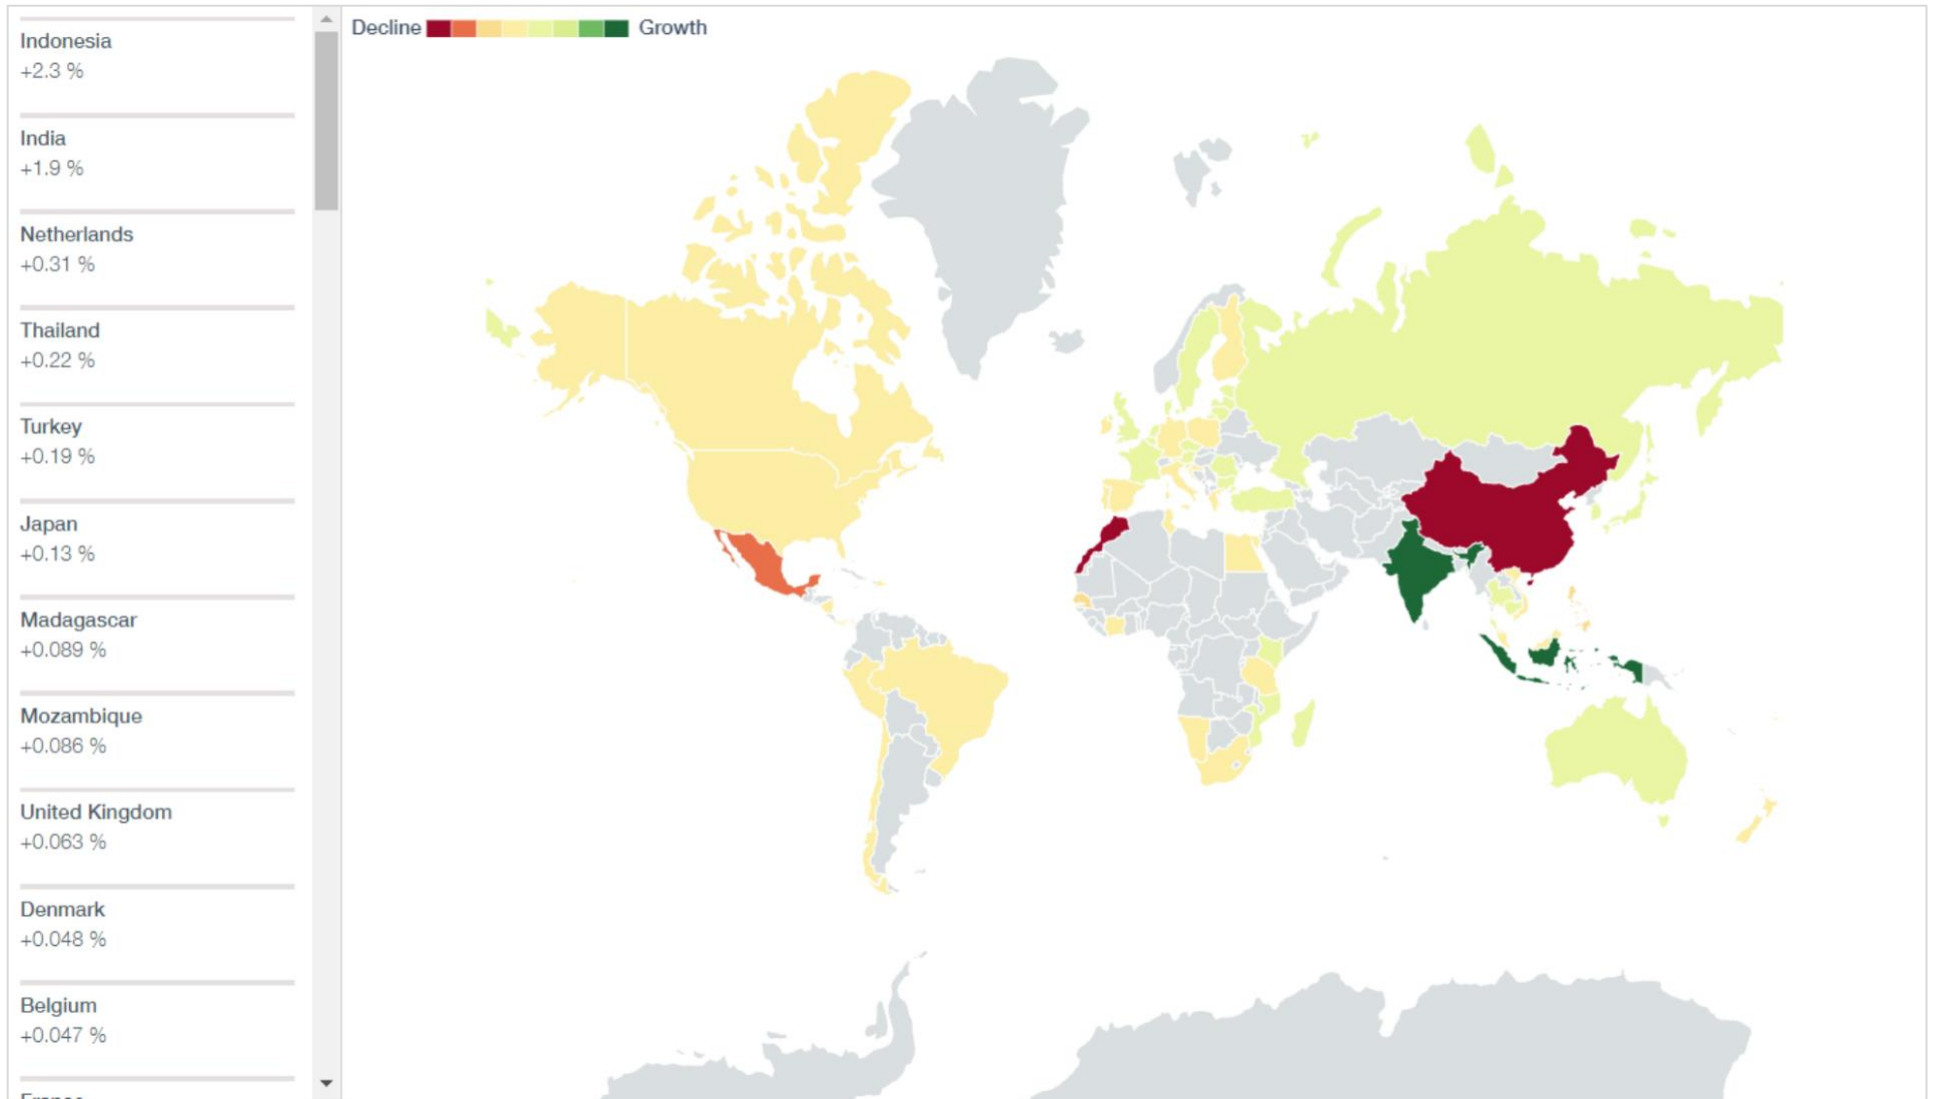 Indonesia
+2.3 %
India
+1.9 %
Netherlands
+0.31 %
Thailand
+0.22 %
Turkey
+0.19 %
Japan
+0.13 %
Madagascar
+0.089 %
Mozambique
+0.086 %
United Kingdom
+0.063 %
Denmark
+0.048 %
Belgium
+0.047 %
Decline Growth